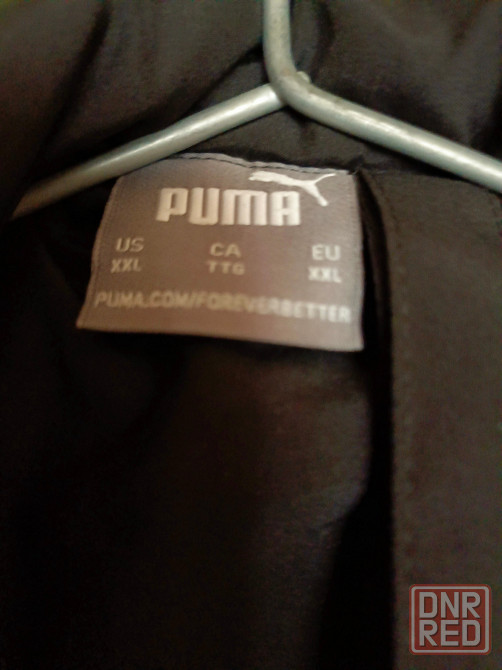 PUMA
US CA EU
XXL TTG XXL
PUMA.COM/FOREVERBETTER
DNR
RED